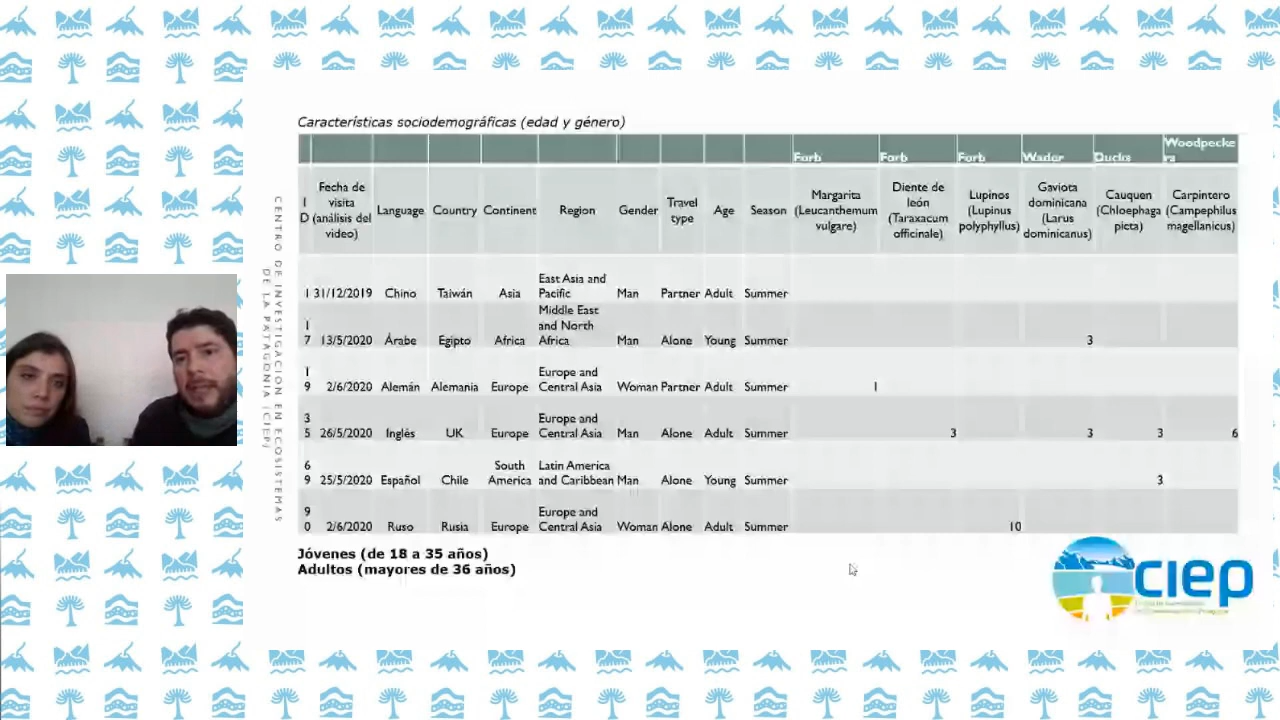 Características sociodemográficas (edad y género)
Forb Forb Forb Wader Ducks Woodpeckers
ID Fecha de visita (análisis del video) Language Country Continent Region Gender Travel type Age Season Margarita (Leucanthemum vulgare) Diente de león (Taraxacum officinale) Lupinos (Lupinus polyphyllus) Gaviota dominicana (Larus dominicanus) Cauquen (Chloephaga picta) Carpintero (Campephilus magellanicus)
1 31/12/2019 Chino Taiwán Asia East Asia and Pacific Man Partner Adult Summer
17 13/5/2020 Árabe Egipto Africa Middle East and North Africa Man Alone Young Summer 3
19 2/6/2020 Alemán Alemania Europe Europe and Central Asia Woman Partner Adult Summer 1
35 26/5/2020 Inglés UK Europe Europe and Central Asia Man Alone Adult Summer 3 3 3 6
69 25/5/2020 Español Chile South America Latin America and Caribbean Man Alone Young Summer 3
90 2/6/2020 Ruso Rusia Europe Europe and Central Asia Woman Alone Adult Summer 10
Jóvenes (de 18 a 35 años)
Adultos (mayores de 36 años)
CENTRO DE INVESTIGACION EN ECOSISTEMAS
DE LA PATAGONIA (CIEP)
ciep